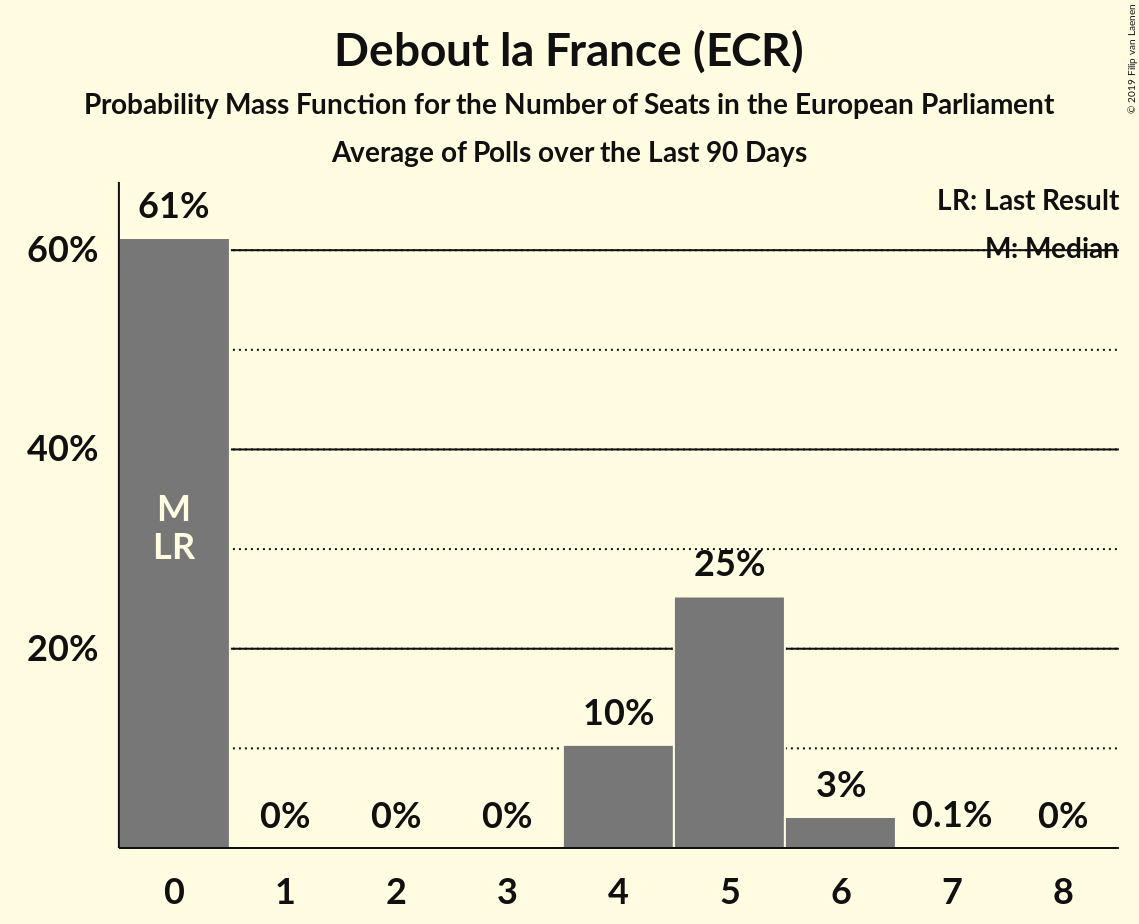 Debout la France (ECR)
Probability Mass Function for the Number of Seats in the European Parliament
Average of Polls over the Last 90 Days
© 2019 Filip van Laenen
LR: Last Result
M: Median
61%
60%
40%
20%
M
LR
0%
0%
0%
10%
25%
3%
0.1%
0%
0 1 2 3 4 5 6 7 8